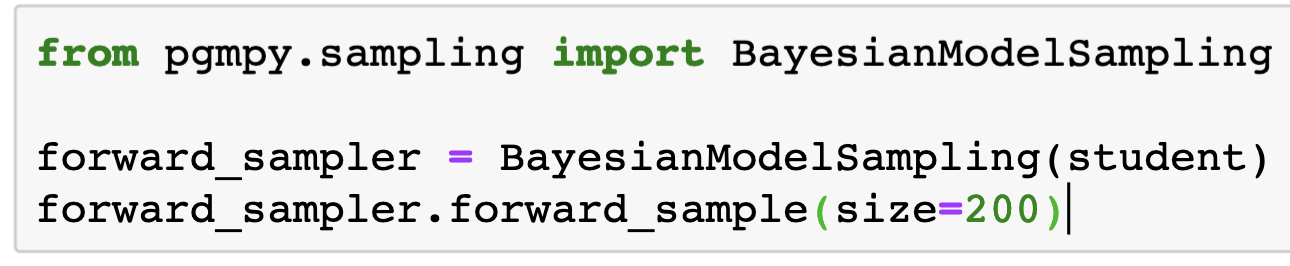 from pgmpy.sampling import BayesianModelSampling
forward_sampler = BayesianModelSampling(student)
forward_sampler.forward_sample(size=200)